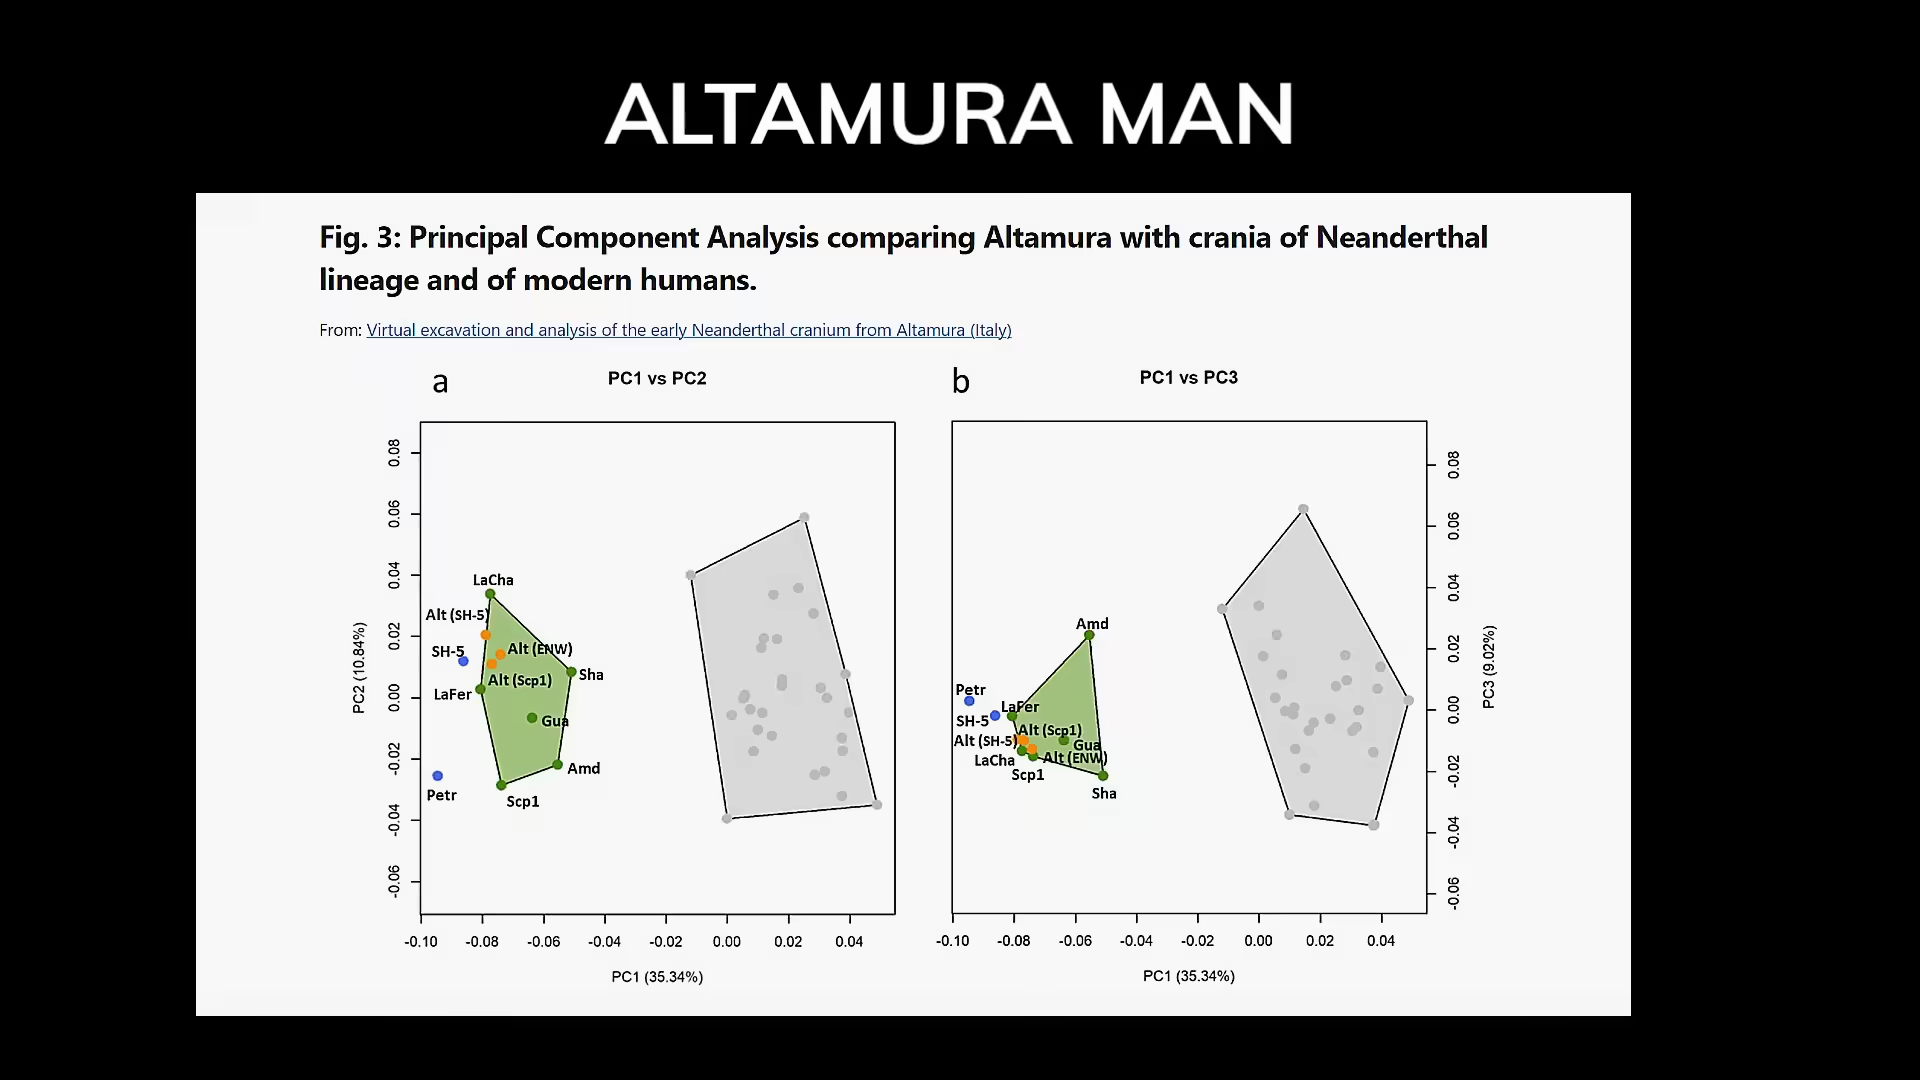 ALTAMURA MAN
Fig. 3: Principal Component Analysis comparing Altamura with crania of Neanderthal
lineage and of modern humans.
From: Virtual excavation and analysis of the early Neanderthal cranium from Altamura (Italy)
a
PC1 vs PC2
0.08
0.06
0.04
0.02
0.00
-0.02
-0.04
-0.06
PC2 (10.84%)
LaCha
Alt (SH-5)
SH-5
Alt (ENW)
Alt (Scp1)
Sha
LaFer
Gua
Amd
Petr
Scp1
-0.10 -0.08 -0.06 -0.04 -0.02 0.00 0.02 0.04
PC1 (35.34%)
b
PC1 vs PC3
Amd
Petr
LaFer
SH-5
Alt (Scp1)
Alt (SH-5)
Gua
LaCha
Alt (ENW)
Scp1
Sha
0.08
0.06
0.04
0.02
0.00
-0.02
-0.04
-0.06
PC3 (9.02%)
-0.10 -0.08 -0.06 -0.04 -0.02 0.00 0.02 0.04
PC1 (35.34%)